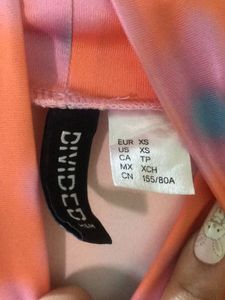 DIVIDED
H&M
EUR XS
US XS
CA TP
MX XCH
CN 155/80A